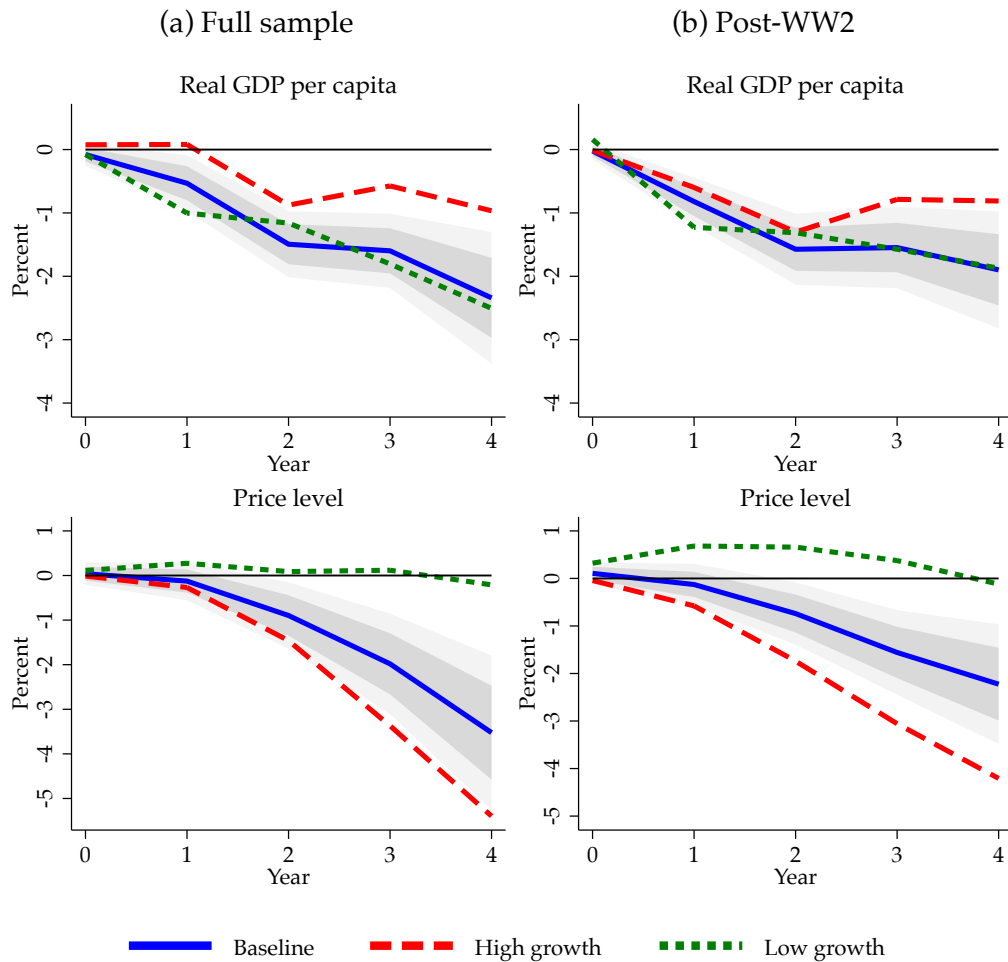 (a) Full sample
(b) Post-WW2
Real GDP per capita
0
-1
-2
-3
-4
Percent
0 1 2 3 4
Year
Real GDP per capita
0
-1
-2
-3
-4
Percent
0 1 2 3 4
Year
Price level
1
0
-1
-2
-3
-4
-5
Percent
0 1 2 3 4
Year
Price level
1
0
-1
-2
-3
-4
-5
Percent
0 1 2 3 4
Year
Baseline High growth Low growth